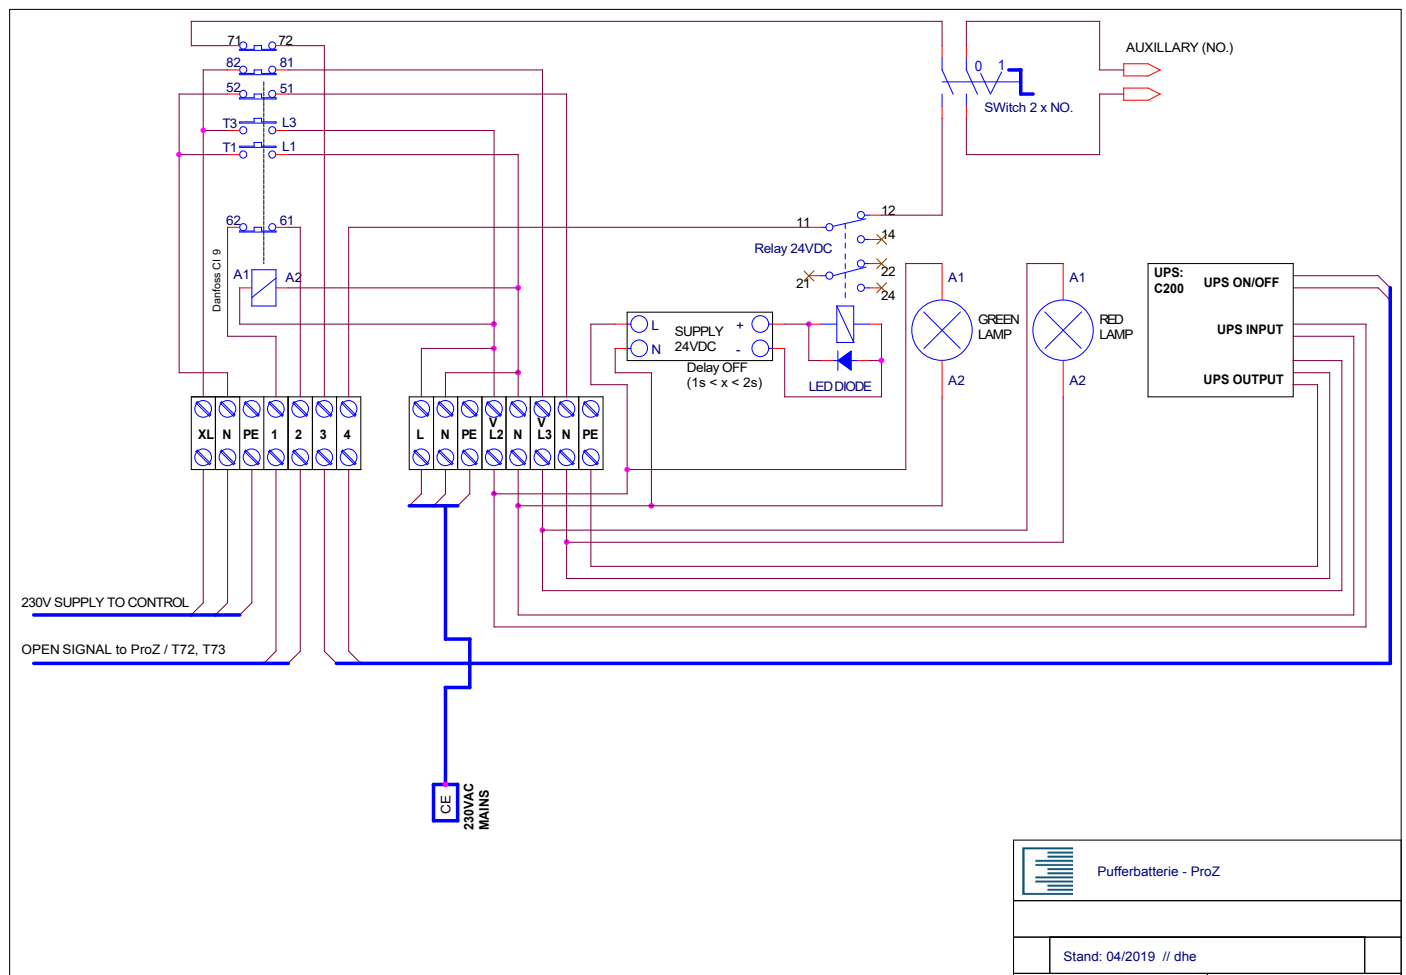 71 72
82 81
52 51
T3 L3
T1 L1
62 61
A1 A2
Danfoss CI 9
AUXILLARY (NO.)
0 1
SWitch 2 x NO.
11 12
14
Relay 24VDC
21 22
24
L SUPPLY +
N 24VDC -
Delay OFF
(1s < x < 2s)
LED DIODE
A1
GREEN
LAMP
A2
A1
RED
LAMP
A2
UPS:
C200
UPS ON/OFF
UPS INPUT
UPS OUTPUT
XL N PE 1 2 3 4
L N PE V L2 N V L3 N PE
230V SUPPLY TO CONTROL
OPEN SIGNAL to ProZ / T72, T73
CE
230VAC
MAINS
Pufferbatterie - ProZ
Stand: 04/2019 // dhe